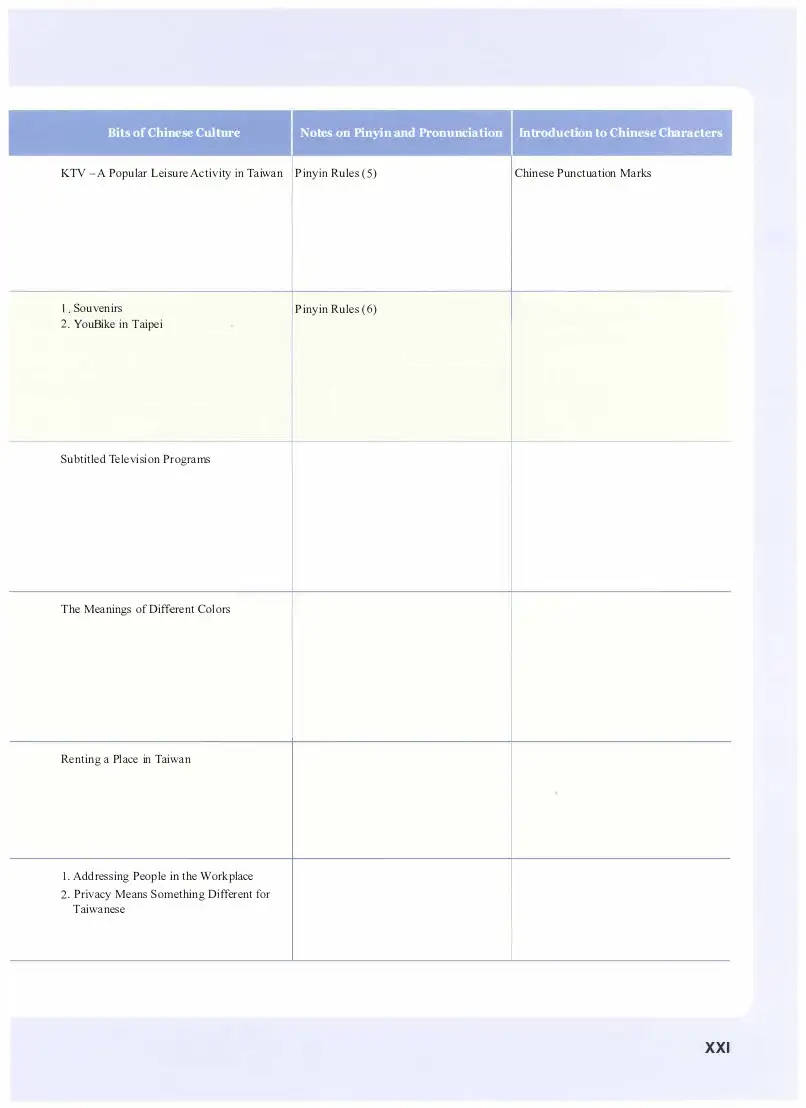 Bits of Chinese Culture Notes on Pinyin and Pronunciation Introduction to Chinese Characters
KTV – A Popular Leisure Activity in Taiwan Pinyin Rules (5) Chinese Punctuation Marks
1. Souvenirs Pinyin Rules (6)
2. YouBike in Taipei
Subtitled Television Programs
The Meanings of Different Colors
Renting a Place in Taiwan
1. Addressing People in the Workplace
2. Privacy Means Something Different for
Taiwanese
XXI